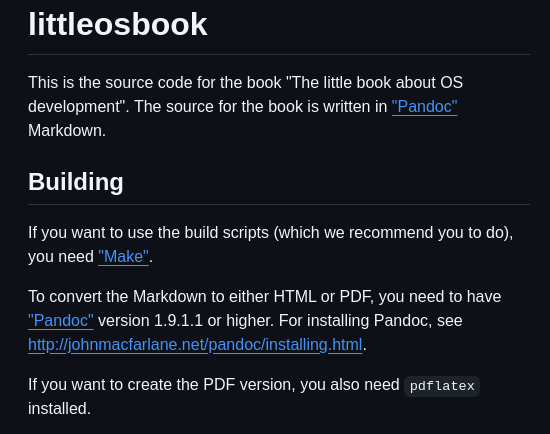 littleosbook
This is the source code for the book "The little book about OS
development". The source for the book is written in "Pandoc"
Markdown.
Building
If you want to use the build scripts (which we recommend you to do),
you need "Make".
To convert the Markdown to either HTML or PDF, you need to have
"Pandoc" version 1.9.1.1 or higher. For installing Pandoc, see
http://johnmacfarlane.net/pandoc/installing.html.
If you want to create the PDF version, you also need pdflatex
installed.